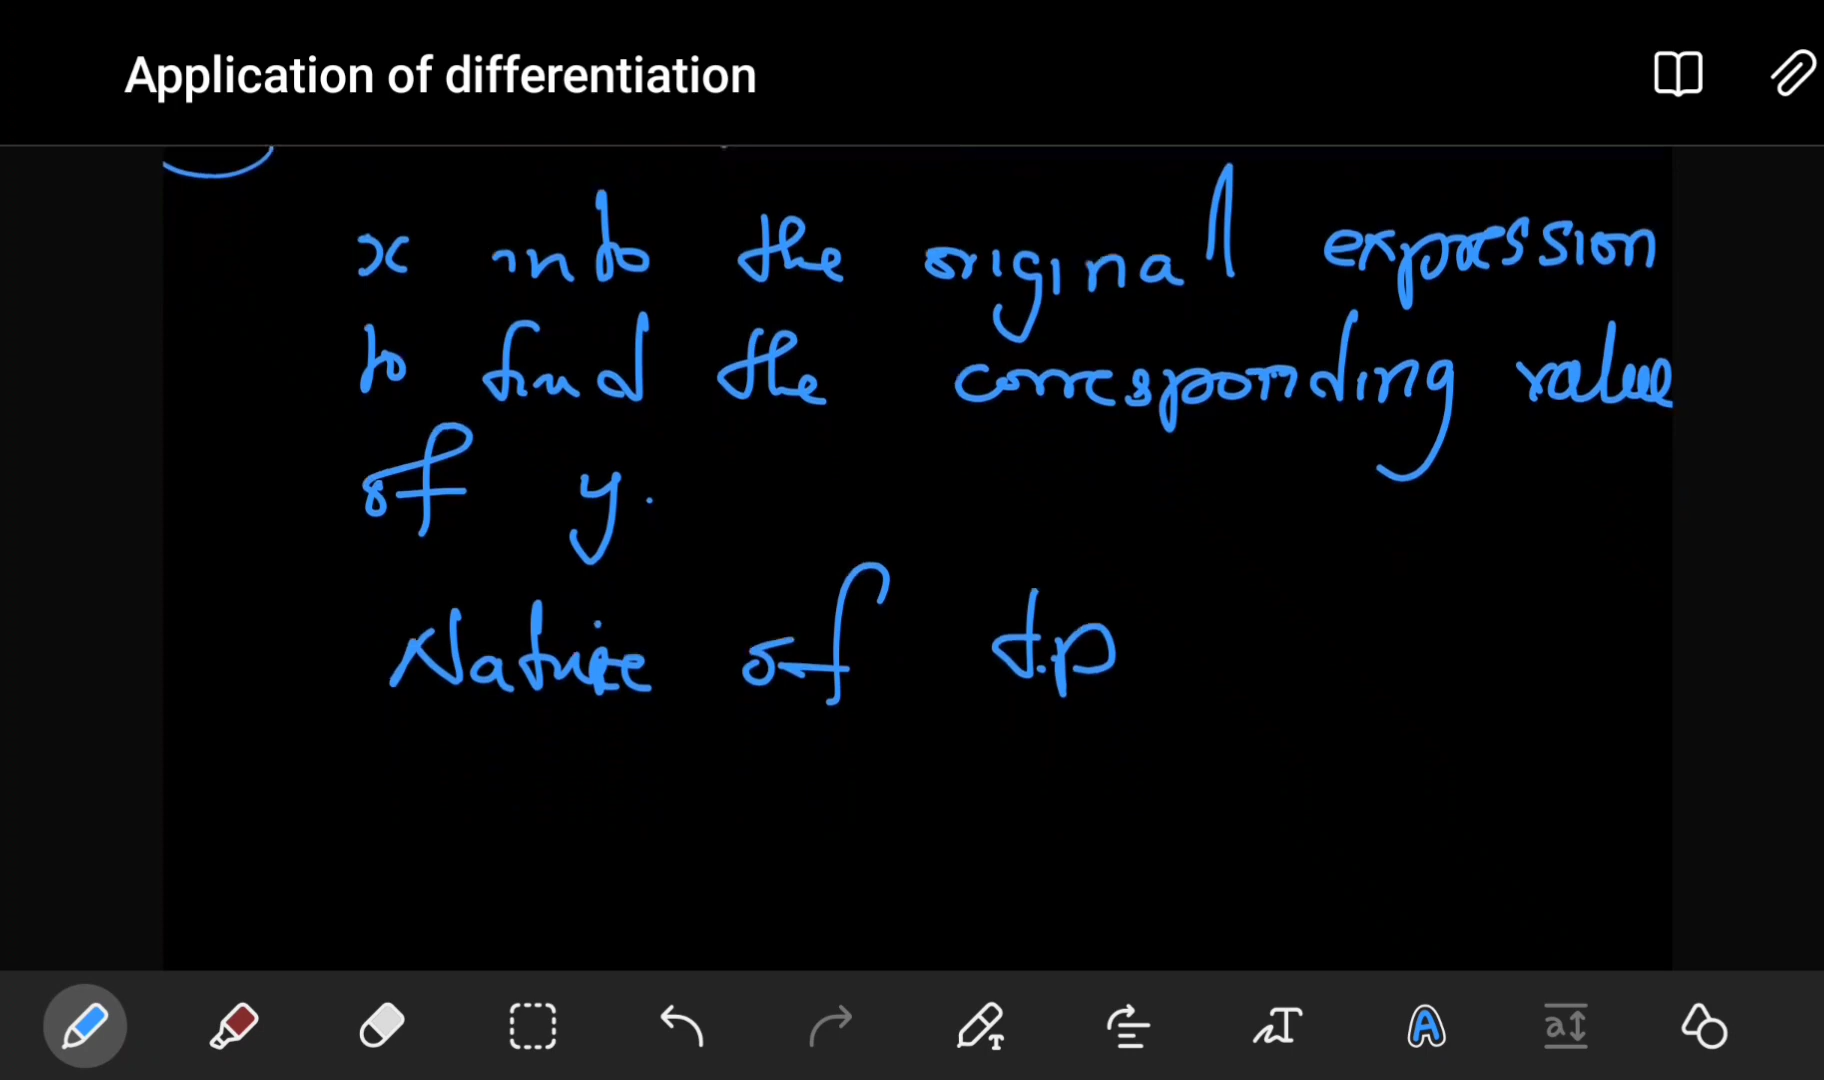 Application of differentiation
x into the original expression
to find the corresponding value
of y.
Nature of t.p
A
a